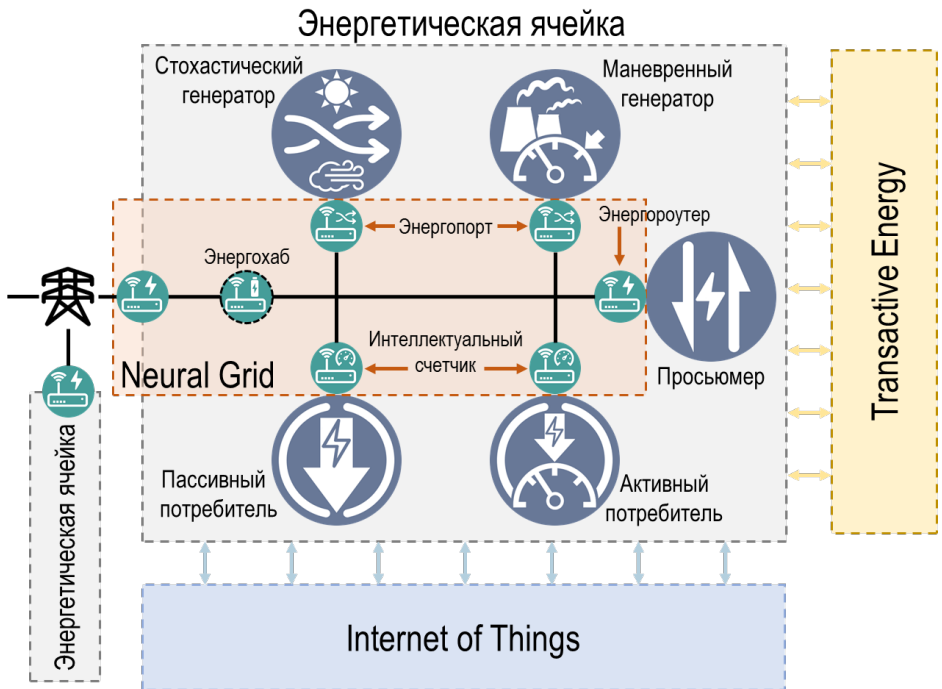 Энергетическая ячейка
Стохастический
генератор
Маневренный
генератор
Энергопорт
Энергороутер
Энергохаб
Интеллектуальный
счетчик
Neural Grid
Просьюмер
Пассивный
потребитель
Активный
потребитель
Энергетическая ячейка
Transactive Energy
Internet of Things